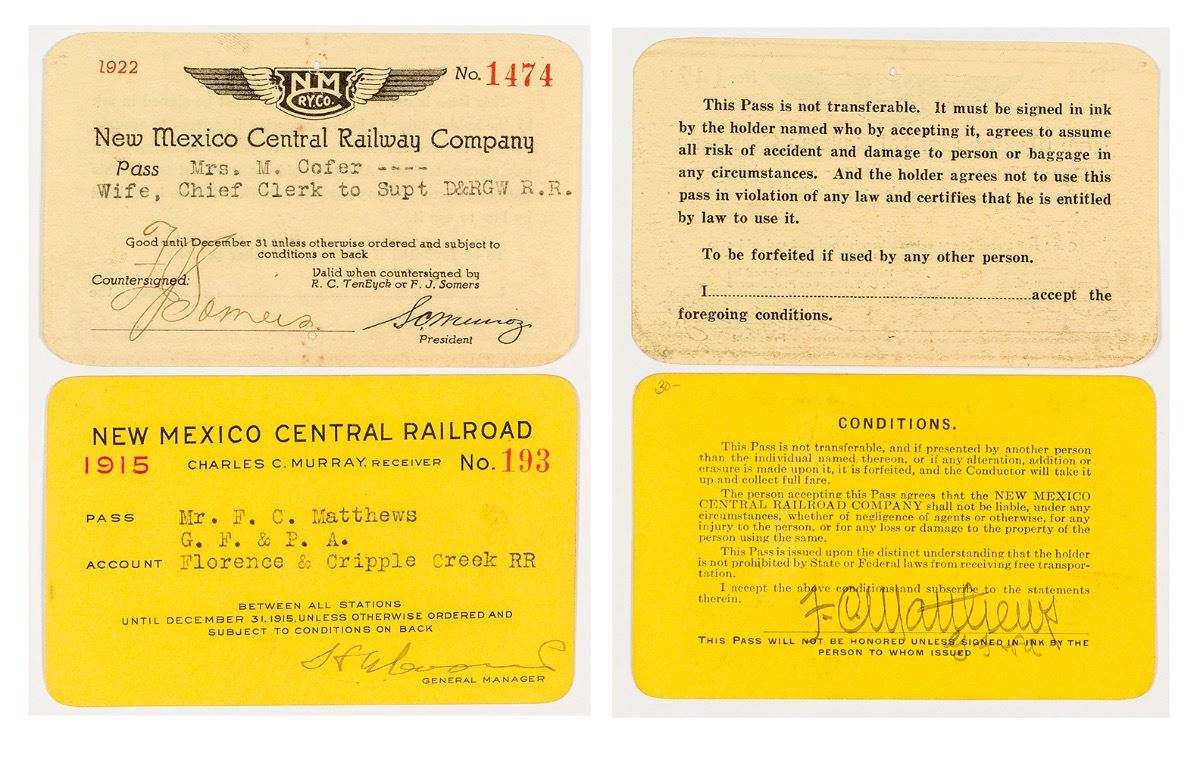 1922
N M
RY. CO.
No. 1474
New Mexico Central Railway Company
Pass Mrs. M. Cofer ----
Wife, Chief Clerk to Supt D&RGW R.R.
Good until December 31 unless otherwise ordered and subject to
conditions on back
Countersigned:
Valid when countersigned by
R. C. TenEyck or F. J. Somers
F J Somers
President
This Pass is not transferable. It must be signed in ink
by the holder named who by accepting it, agrees to assume
all risk of accident and damage to person or baggage in
any circumstances. And the holder agrees not to use this
pass in violation of any law and certifies that he is entitled
by law to use it.
To be forfeited if used by any other person.
I..........................................................................accept the
foregoing conditions.
NEW MEXICO CENTRAL RAILROAD
1915 CHARLES C. MURRAY, RECEIVER No. 193
PASS Mr. F. C. Matthews
G. F. & P. A.
ACCOUNT Florence & Cripple Creek RR
BETWEEN ALL STATIONS
UNTIL DECEMBER 31, 1915, UNLESS OTHERWISE ORDERED AND
SUBJECT TO CONDITIONS ON BACK
GENERAL MANAGER
30-
CONDITIONS.
This Pass is not transferable, and if presented by another person
than the individual named thereon, or if any alteration, addition or
erasure is made upon it, it is forfeited, and the Conductor will take it
up and collect full fare.
The person accepting this Pass agrees that the NEW MEXICO
CENTRAL RAILROAD COMPANY shall not be liable, under any
circumstances, whether of negligence of agents or otherwise, for any
injury to the person, or for any loss or damage to the property of the
person using the same.
This Pass is issued upon the distinct understanding that the holder
is not prohibited by State or Federal laws from receiving free transpor-
tation.
I accept the above conditions and subscribe to the statements
therein.
F C Matthews
THIS PASS WILL NOT BE HONORED UNLESS SIGNED IN INK BY THE
PERSON TO WHOM ISSUED